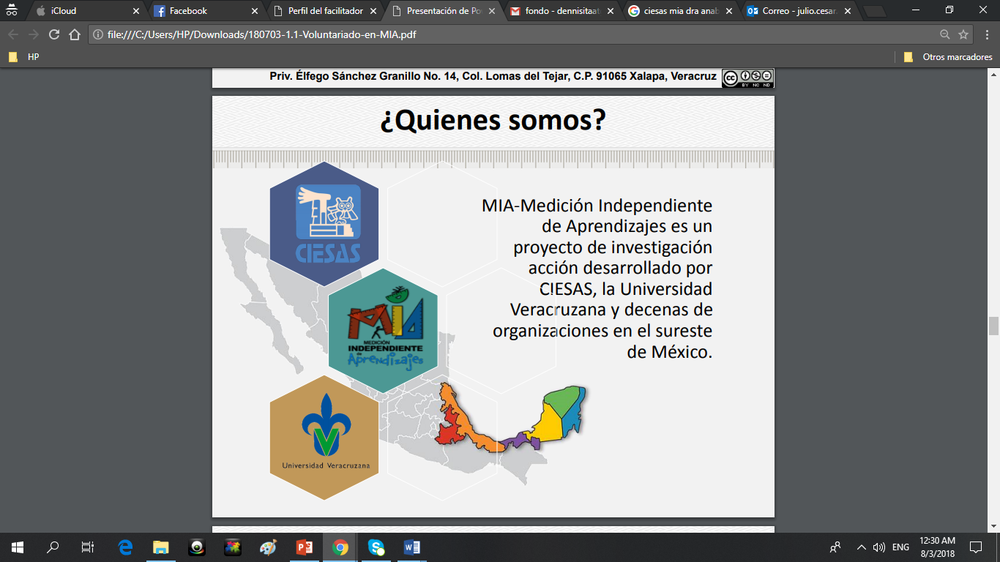 iCloud
Facebook
Perfil del facilitador
Presentación de Po
fondo - dennisitaat
ciesas mia dra anab
Correo - julio.cesar.
file:///C:/Users/HP/Downloads/180703-1.1-Voluntariado-en-MIA.pdf
HP
Otros marcadores
Priv. Élfego Sánchez Granillo No. 14, Col. Lomas del Tejar, C.P. 91065 Xalapa, Veracruz
cc
BY NC ND
¿Quienes somos?
CIESAS
MIA
MEDICIÓN
INDEPENDIENTE
Aprendizajes
Universidad Veracruzana
MIA-Medición Independiente
de Aprendizajes es un
proyecto de investigación
acción desarrollado por
CIESAS, la Universidad
Veracruzana y decenas de
organizaciones en el sureste
de México.
ENG
12:30 AM
8/3/2018